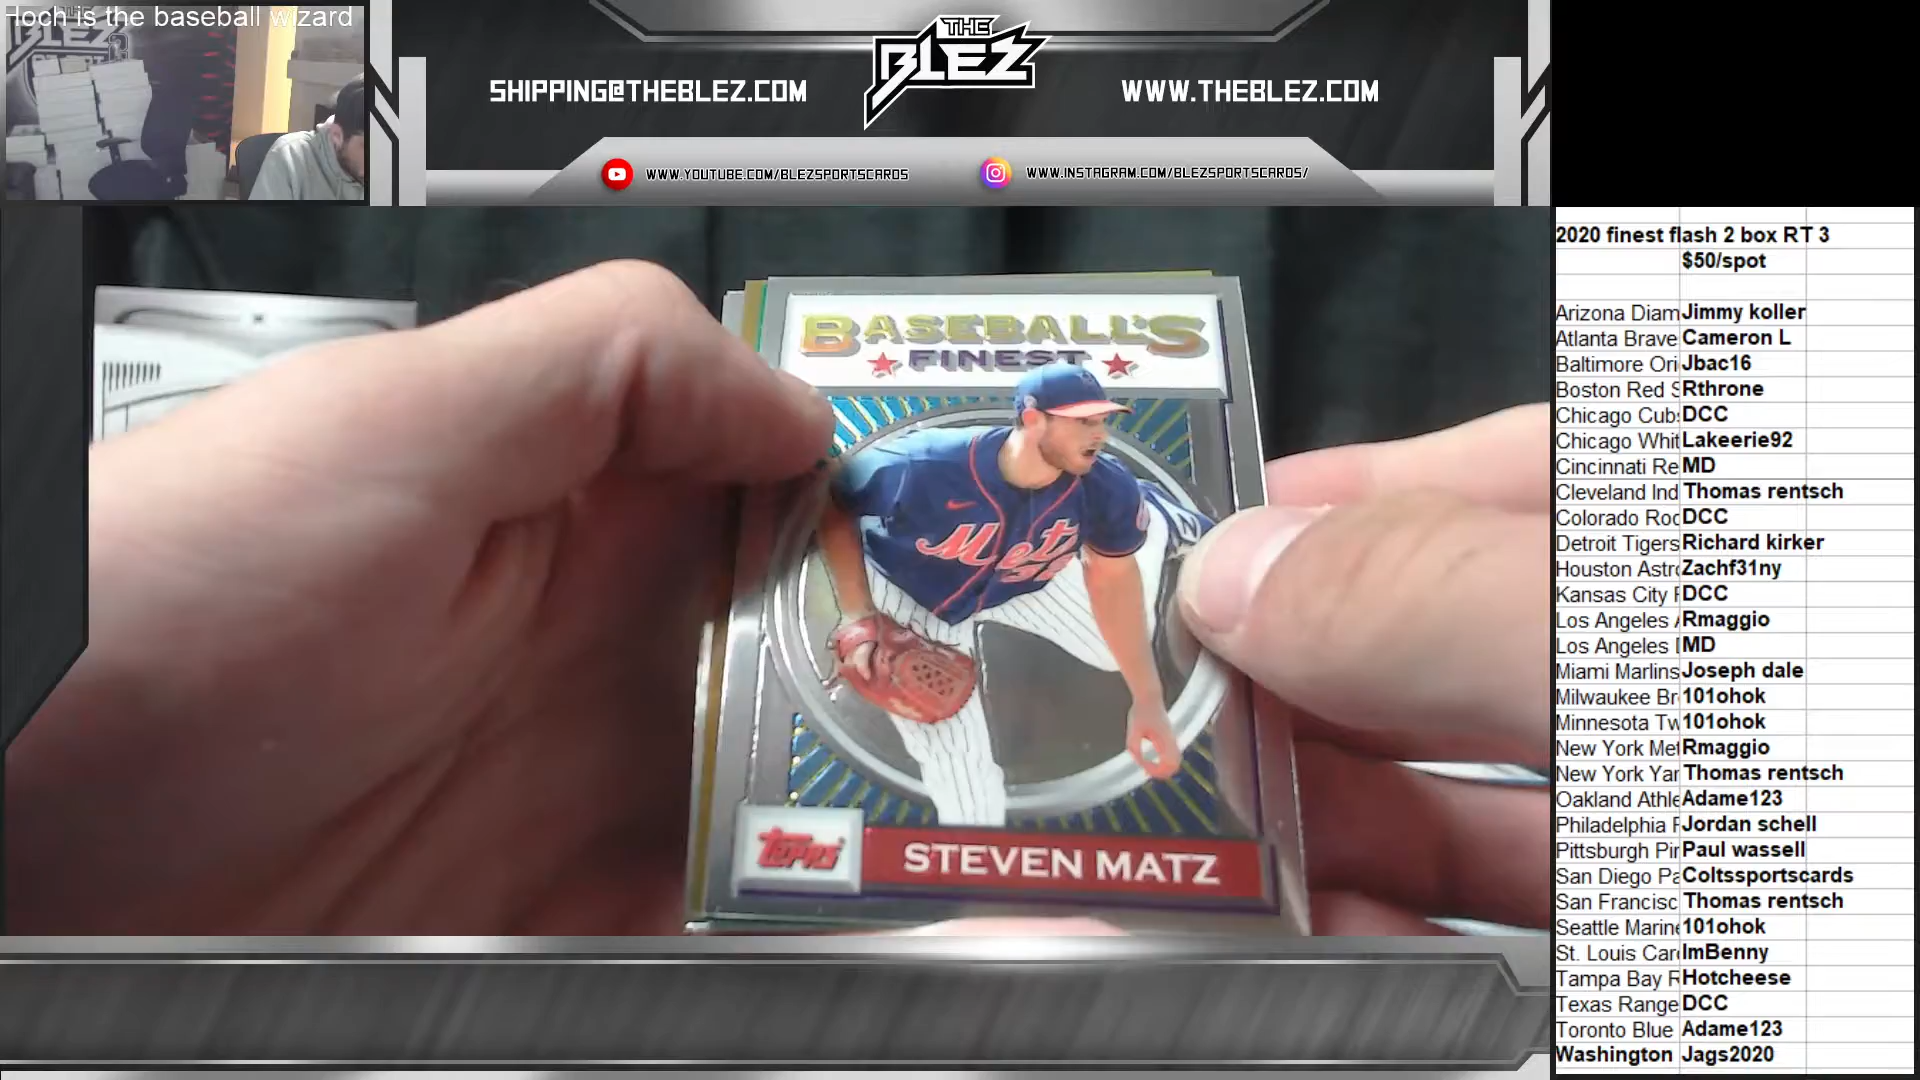 Hoch is the baseball wizard
THE
BLEZ
SHIPPING@THEBLEZ.COM
WWW.THEBLEZ.COM
WWW.YOUTUBE.COM/BLEZSPORTSCARDS
WWW.INSTAGRAM.COM/BLEZSPORTSCARDS/
BASEBALL'S
FINEST
Mets
TOPPS
STEVEN MATZ
2020 finest flash 2 box RT 3
$50/spot
Arizona Diam Jimmy koller
Atlanta Brave Cameron L
Baltimore Ori Jbac16
Boston Red S Rthrone
Chicago Cubs DCC
Chicago Whit Lakeerie92
Cincinnati Re MD
Cleveland Ind Thomas rentsch
Colorado Roc DCC
Detroit Tigers Richard kirker
Houston Astro Zachf31ny
Kansas City R DCC
Los Angeles A Rmaggio
Los Angeles D MD
Miami Marlins Joseph dale
Milwaukee Br 101ohok
Minnesota Tw 101ohok
New York Met Rmaggio
New York Yan Thomas rentsch
Oakland Athle Adame123
Philadelphia P Jordan schell
Pittsburgh Pir Paul wassell
San Diego Pa Coltssportscards
San Francisc Thomas rentsch
Seattle Marine 101ohok
St. Louis Card ImBenny
Tampa Bay R Hotcheese
Texas Range DCC
Toronto Blue Adame123
Washington Jags2020